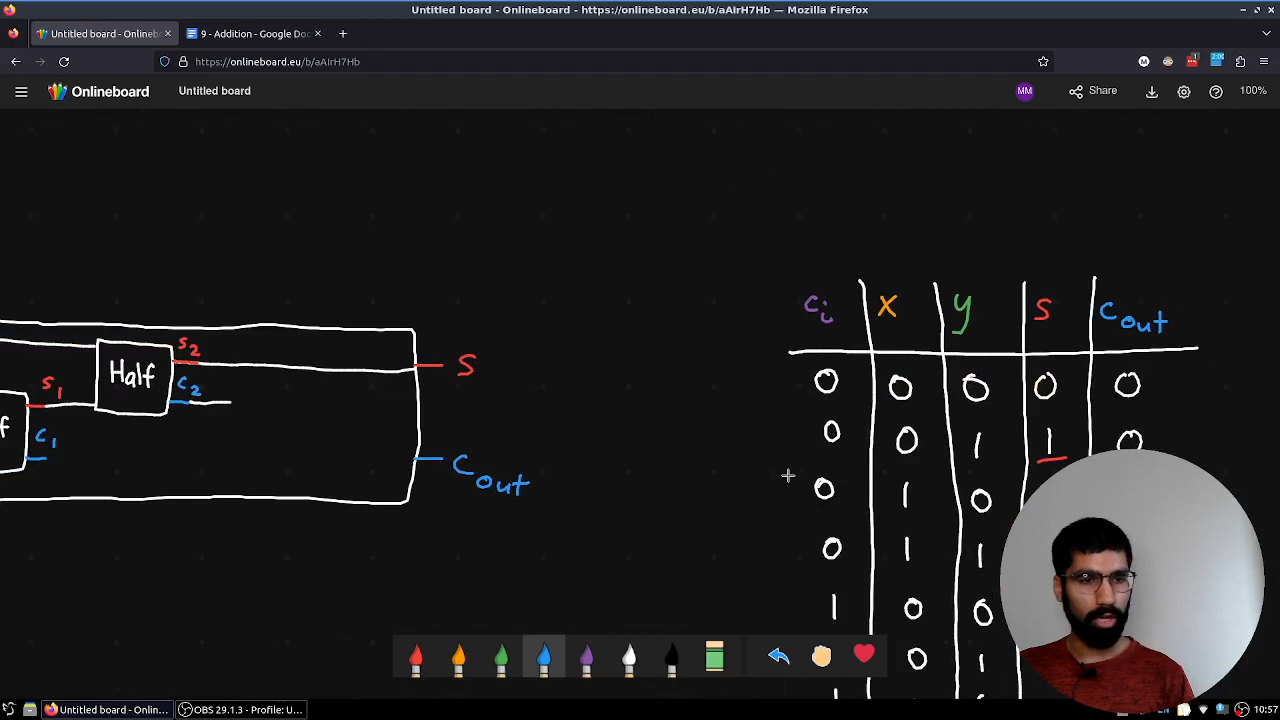 Untitled board - Onlineboard - https://onlineboard.eu/b/aAIrH7Hb — Mozilla Firefox
Untitled board - Onlineb
9 - Addition - Google Doc
https://onlineboard.eu/b/aAIrH7Hb
Onlineboard
Untitled board
MM
Share
100%
ci x y s cout
0 0 0 0 0
0 0 1 1 0
0 1 0
0 1 1
1 0 0
0 1
s2
Half
c2
s1
c1
s
cout
Untitled board — Onlin...
OBS 29.1.3 - Profile: U...
10:57